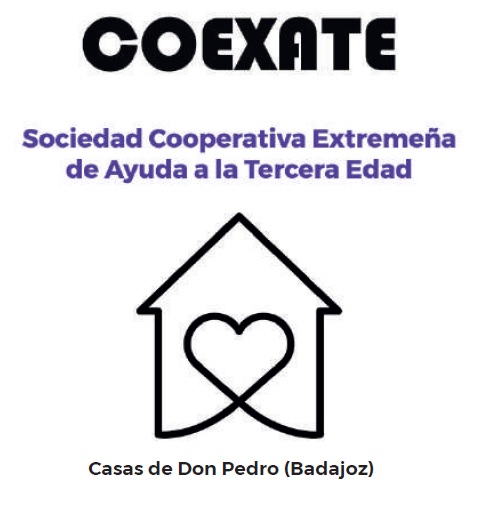 COEXATE
Sociedad Cooperativa Extremeña
de Ayuda a la Tercera Edad
Casas de Don Pedro (Badajoz)